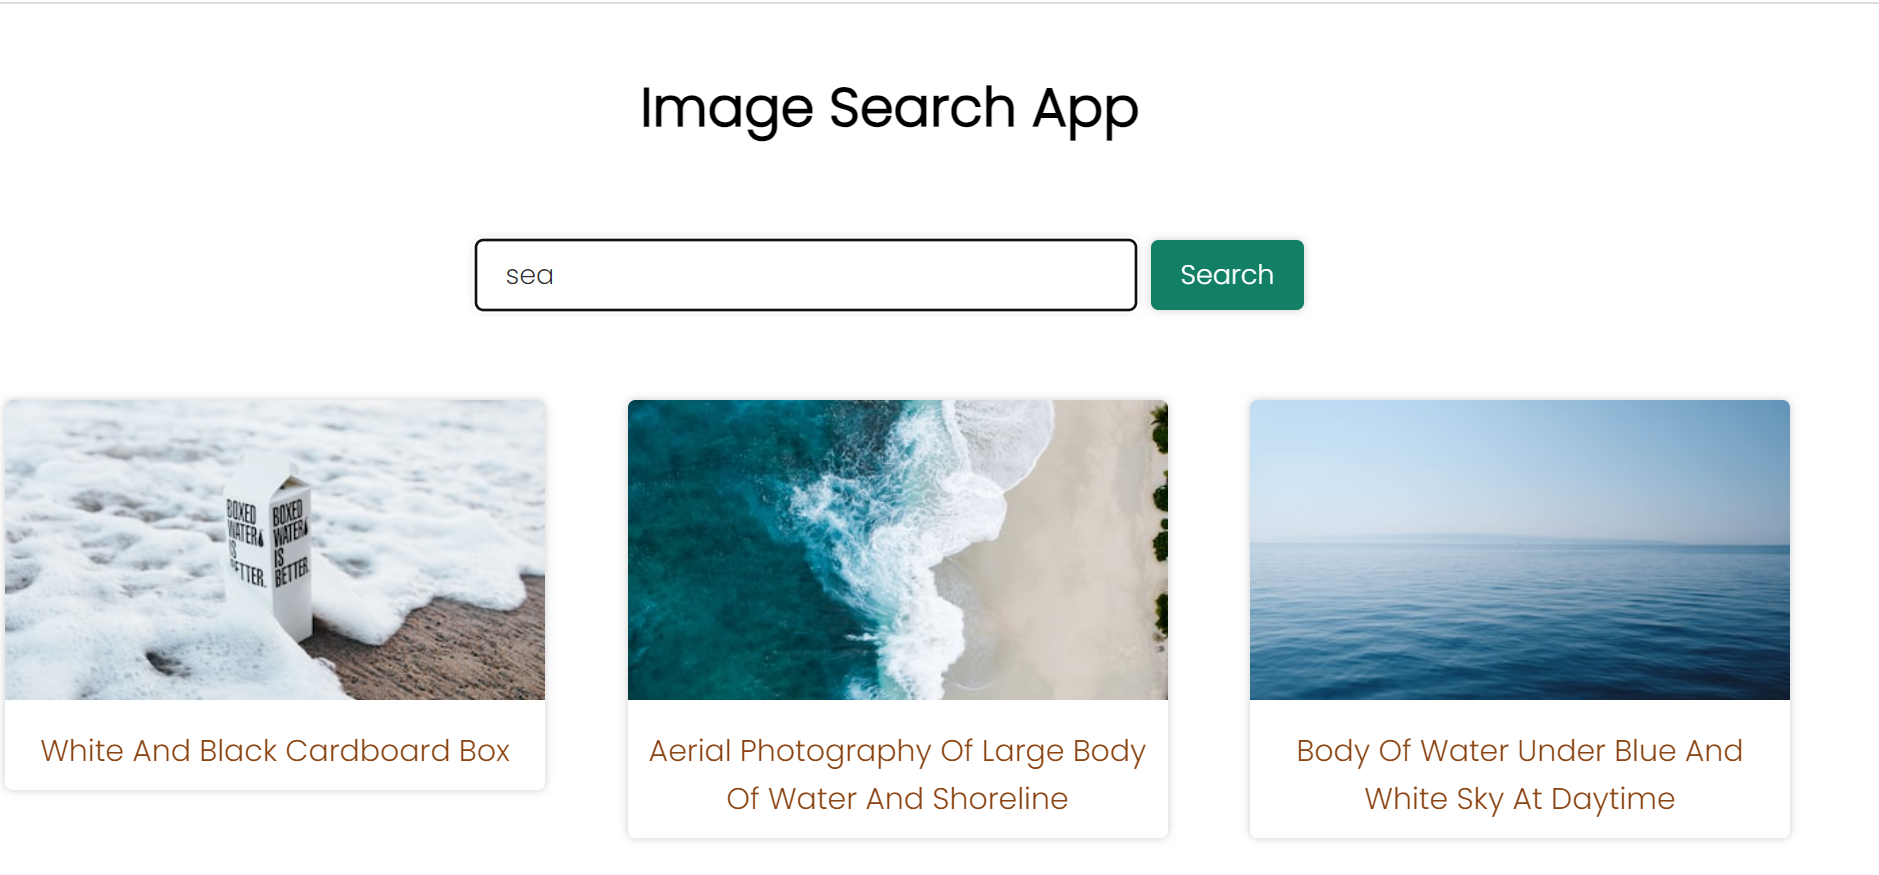 Image Search App
sea
Search
BOXED
WATER
IS
BETTER.
BOXED
WATER
IS
BETTER.
White And Black Cardboard Box
Aerial Photography Of Large Body
Of Water And Shoreline
Body Of Water Under Blue And
White Sky At Daytime